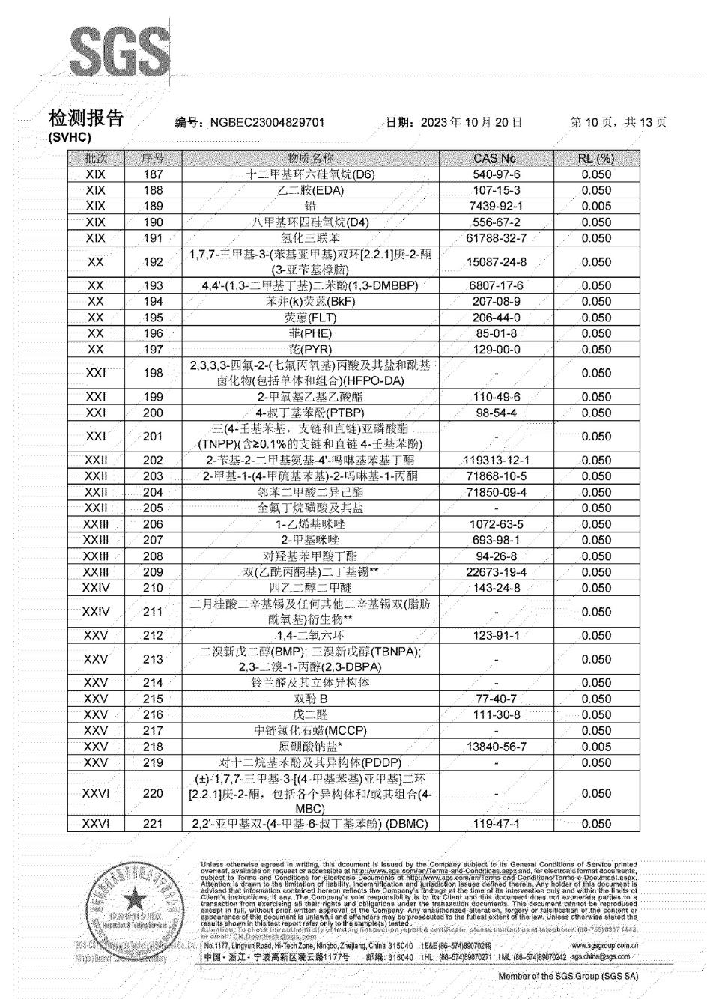 SGS
检测报告
(SVHC)
编号: NGBEC23004829701 日期: 2023年10月20日 第10页，共13页
批次 序号 物质名称 CAS No. RL (%)
XIX 187 十二甲基环六硅氧烷(D6) 540-97-6 0.050
XIX 188 乙二胺(EDA) 107-15-3 0.050
XIX 189 铅 7439-92-1 0.005
XIX 190 八甲基环四硅氧烷(D4) 556-67-2 0.050
XIX 191 氢化三联苯 61788-32-7 0.050
XX 192 1,7,7-三甲基-3-(苯基亚甲基)双环[2.2.1]庚-2-酮
(3-亚苄基樟脑) 15087-24-8 0.050
XX 193 4,4'-(1,3-二甲基丁基)二苯酚(1,3-DMBBP) 6807-17-6 0.050
XX 194 苯并(k)荧蒽(BkF) 207-08-9 0.050
XX 195 荧蒽(FLT) 206-44-0 0.050
XX 196 菲(PHE) 85-01-8 0.050
XX 197 芘(PYR) 129-00-0 0.050
XXI 198 2,3,3,3-四氟-2-(七氟丙氧基)丙酸及其盐和酰基
卤化物(包括单体和组合)(HFPO-DA) - 0.050
XXI 199 2-甲氧基乙基乙酸酯 110-49-6 0.050
XXI 200 4-叔丁基苯酚(PTBP) 98-54-4 0.050
XXI 201 三(4-壬基苯基，支链和直链)亚磷酸酯
(TNPP)(含≥0.1%的支链和直链 4-壬基苯酚) - 0.050
XXII 202 2-苄基-2-二甲基氨基-4'-吗啉基苯基丁酮 119313-12-1 0.050
XXII 203 2-甲基-1-(4-甲硫基苯基)-2-吗啉基-1-丙酮 71868-10-5 0.050
XXII 204 邻苯二甲酸二异己酯 71850-09-4 0.050
XXII 205 全氟丁烷磺酸及其盐 - 0.050
XXIII 206 1-乙烯基咪唑 1072-63-5 0.050
XXIII 207 2-甲基咪唑 693-98-1 0.050
XXIII 208 对羟基苯甲酸丁酯 94-26-8 0.050
XXIII 209 双(乙酰丙酮基)二丁基锡** 22673-19-4 0.050
XXIV 210 四乙二醇二甲醚 143-24-8 0.050
XXIV 211 二月桂酸二辛基锡及任何其他二辛基锡双(脂肪
酰氧基)衍生物** - 0.050
XXV 212 1,4-二氧六环 123-91-1 0.050
XXV 213 二溴新戊二醇(BMP); 三溴新戊醇(TBNPA);
2,3-二溴-1-丙醇(2,3-DBPA) - 0.050
XXV 214 铃兰醛及其立体异构体 - 0.050
XXV 215 双酚 B 77-40-7 0.050
XXV 216 戊二醛 111-30-8 0.050
XXV 217 中链氯化石蜡(MCCP) - 0.050
XXV 218 原硼酸钠盐* 13840-56-7 0.005
XXV 219 对十二烷基苯酚及其异构体(PDDP) - 0.050
XXVI 220 (±)-1,7,7-三甲基-3-[(4-甲基苯基)亚甲基]二环
[2.2.1]庚-2-酮，包括各个异构体和/或其组合(4-
MBC) - 0.050
XXVI 221 2,2'-亚甲基双-(4-甲基-6-叔丁基苯酚) (DBMC) 119-47-1 0.050
检验检测专用章
Inspection & Testing Services
Unless otherwise agreed in writing, this document is issued by the Company subject to its General Conditions of Service printed
overleaf, available on request or accessible at http://www.sgs.com/en/Terms-and-Conditions.aspx and, for electronic format documents,
subject to Terms and Conditions for Electronic Documents at http://www.sgs.com/en/Terms-and-Conditions/Terms-e-Document.aspx.
Attention is drawn to the limitation of liability, indemnification and jurisdiction issues defined therein. Any holder of this document is
advised that information contained hereon reflects the Company's findings at the time of its intervention only and within the limits of
Client's instructions, if any. The Company's sole responsibility is to its Client and this document does not exonerate parties to a
transaction from exercising all their rights and obligations under the transaction documents. This document cannot be reproduced
except in full, without prior written approval of the Company. Any unauthorized alteration, forgery or falsification of the content or
appearance of this document is unlawful and offenders may be prosecuted to the fullest extent of the law. Unless otherwise stated the
results shown in this test report refer only to the sample(s) tested.
Attention: To check the authenticity of testing /inspection report & certificate, please contact us at telephone: (86-755) 8307 1443,
or email: CN.Doccheck@sgs.com
No.1177, Lingyun Road, Hi-Tech Zone, Ningbo, Zhejiang, China 315040 t E&E (86-574)89070249 www.sgsgroup.com.cn
中国·浙江·宁波高新区凌云路1177号 邮编: 315040 t HL (86-574)89070271 t ML (86-574)89070242 sgs.china@sgs.com
Member of the SGS Group (SGS SA)